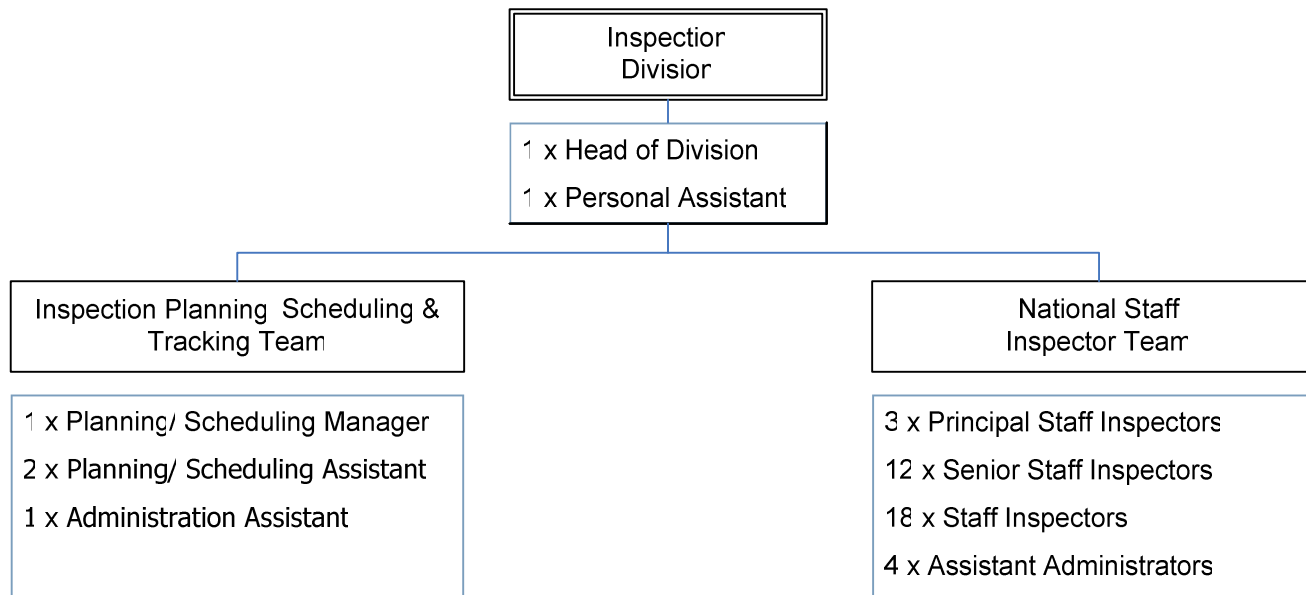 Inspection
Division
1 x Head of Division
1 x Personal Assistant
Inspection Planning Scheduling &
Tracking Team
1 x Planning/ Scheduling Manager
2 x Planning/ Scheduling Assistant
1 x Administration Assistant
National Staff
Inspector Team
3 x Principal Staff Inspectors
12 x Senior Staff Inspectors
18 x Staff Inspectors
4 x Assistant Administrators